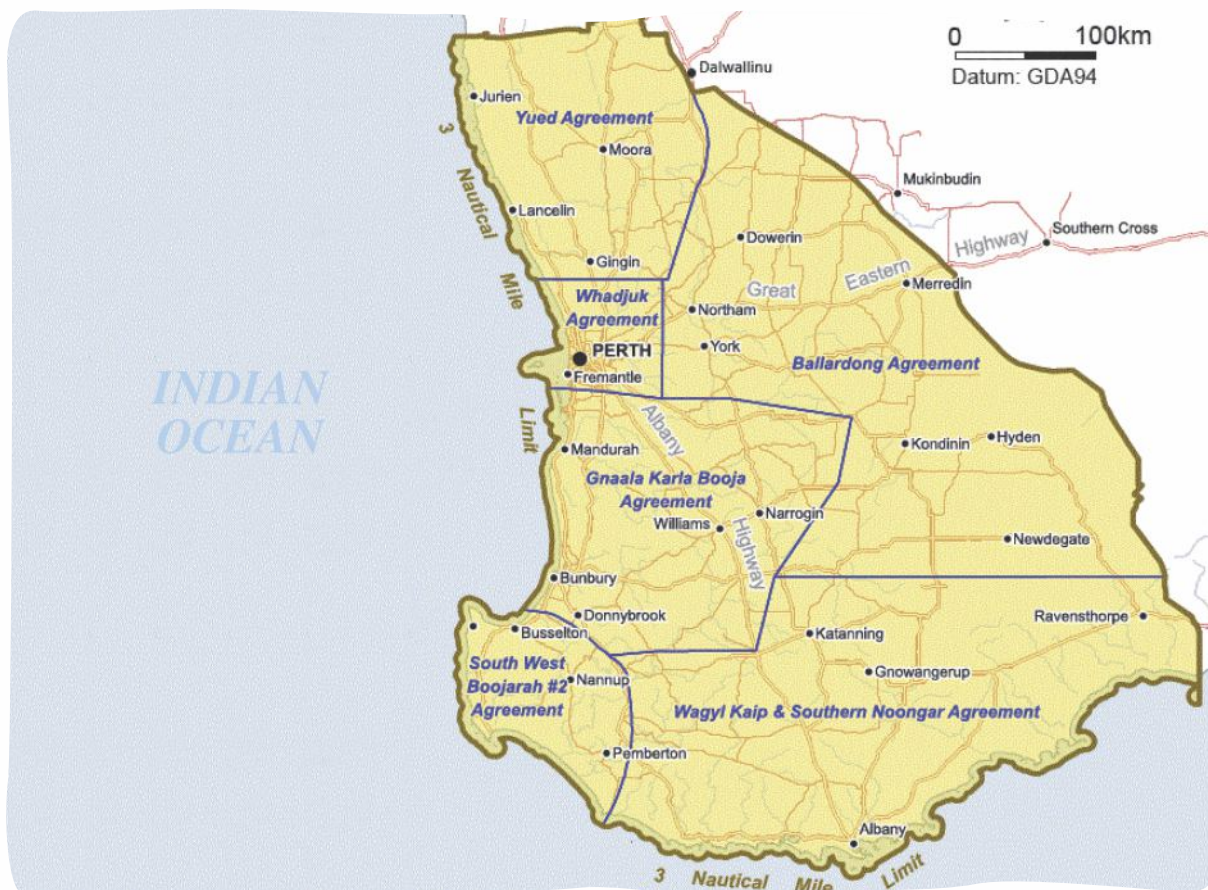 0 100km
Datum: GDA94
Dalwallinu
Jurien
Yued Agreement
3 Nautical Mile Limit
Moora
Mukinbudin
Lancelin
Southern Cross
Dowerin
Great Eastern Highway
Gingin
Merredin
Whadjuk
Agreement
Northam
PERTH
York
Ballardong Agreement
Fremantle
INDIAN
OCEAN
Albany Highway
Kondinin
Hyden
Mandurah
Gnaala Karla Booja
Agreement
Williams
Narrogin
Newdegate
Bunbury
Donnybrook
Ravensthorpe
Busselton
Katanning
South West
Boojarah #2
Agreement
Nannup
Gnowangerup
Wagyl Kaip & Southern Noongar Agreement
Pemberton
Albany
3 Nautical Mile Limit